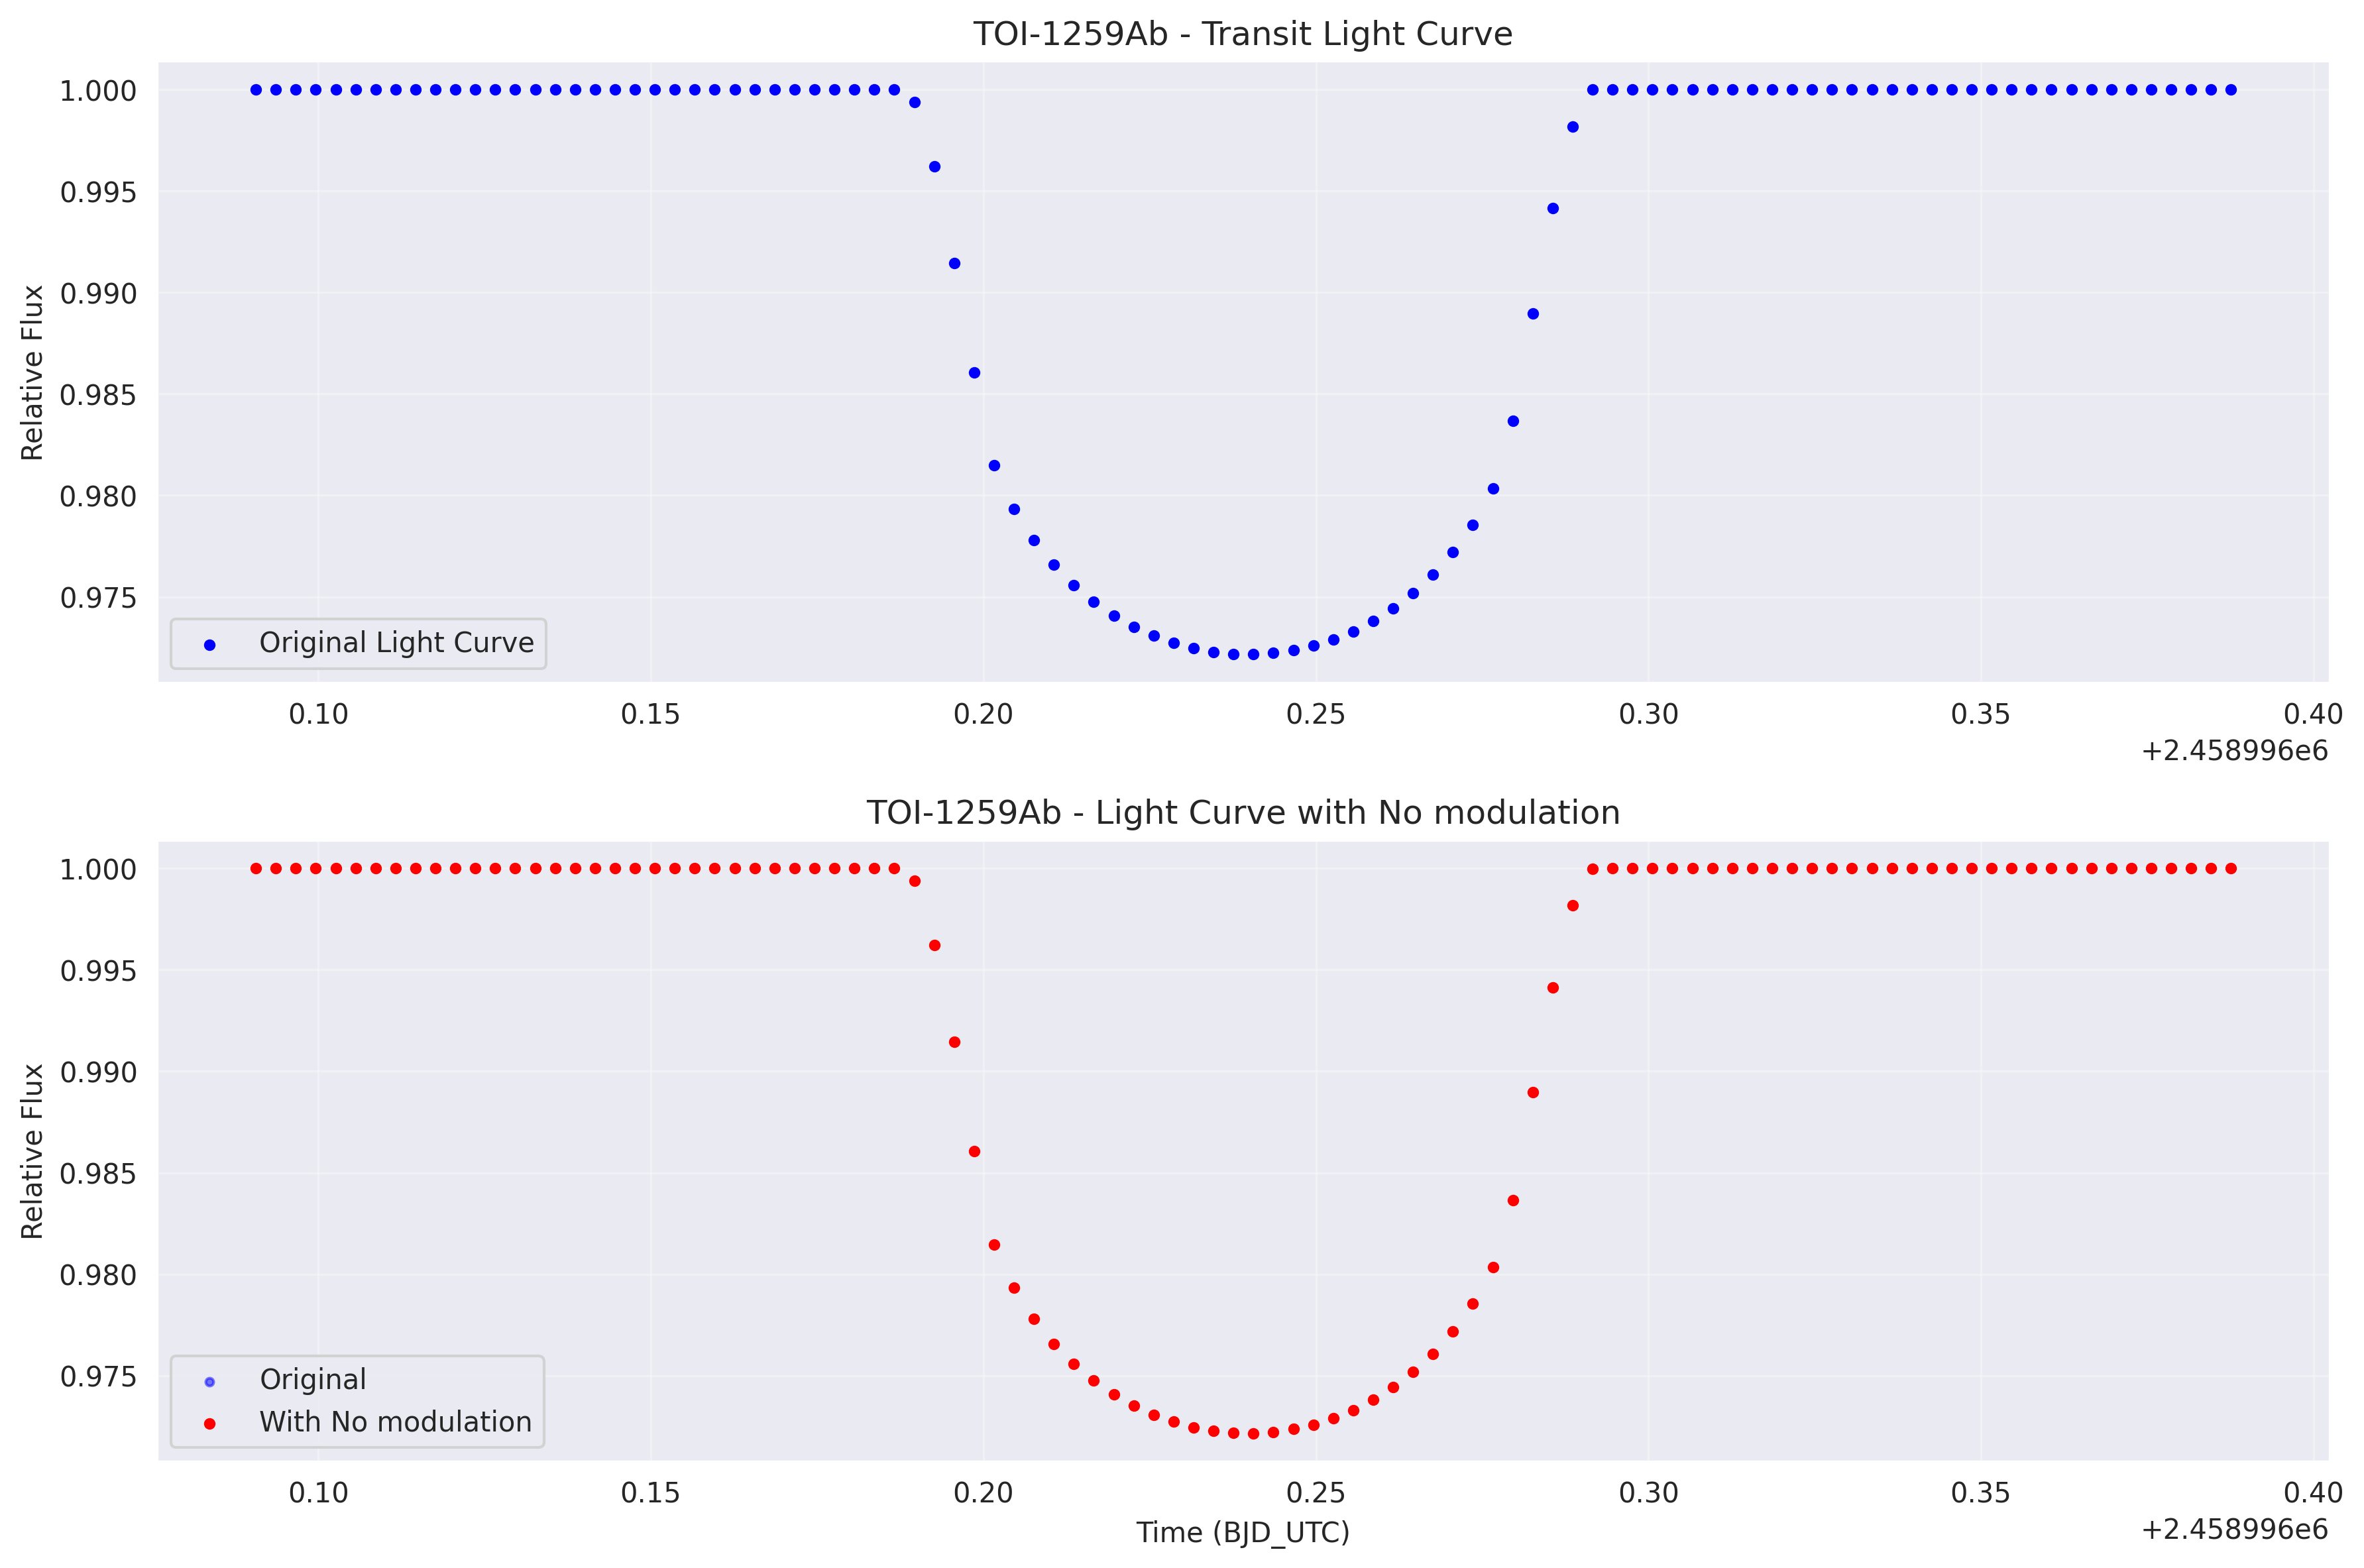 TOI-1259Ab - Transit Light Curve
Relative Flux
1.000
0.995
0.990
0.985
0.980
0.975
Original Light Curve
0.10 0.15 0.20 0.25 0.30 0.35 0.40
+2.458996e6
TOI-1259Ab - Light Curve with No modulation
Relative Flux
1.000
0.995
0.990
0.985
0.980
0.975
Original
With No modulation
0.10 0.15 0.20 0.25 0.30 0.35 0.40
Time (BJD_UTC)
+2.458996e6